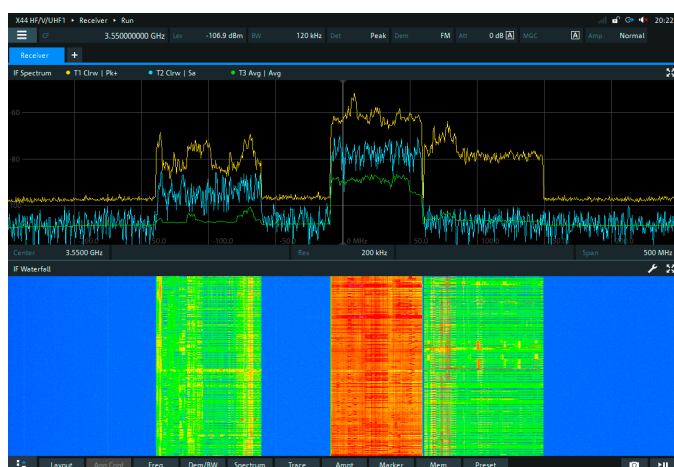 X44 HF/V/UHF1 ▸ Receiver ▸ Run 20:22
CF 3.550000000 GHz Lev -106.9 dBm BW 120 kHz Det Peak Dem FM Att 0 dB [A] MGC [A] Amp Normal
Receiver +
IF Spectrum T1 Clrw | Pk+ T2 Clrw | Sa T3 Avg | Avg
-60
-80
-100
-100.0 -50.0 0 MHz 50.0 100.0
Center 3.5500 GHz Res 200 kHz Span 500 MHz
IF Waterfall
Layout App Conf Freq Dem/BW Spectrum Trace Ampt Marker Mem Preset